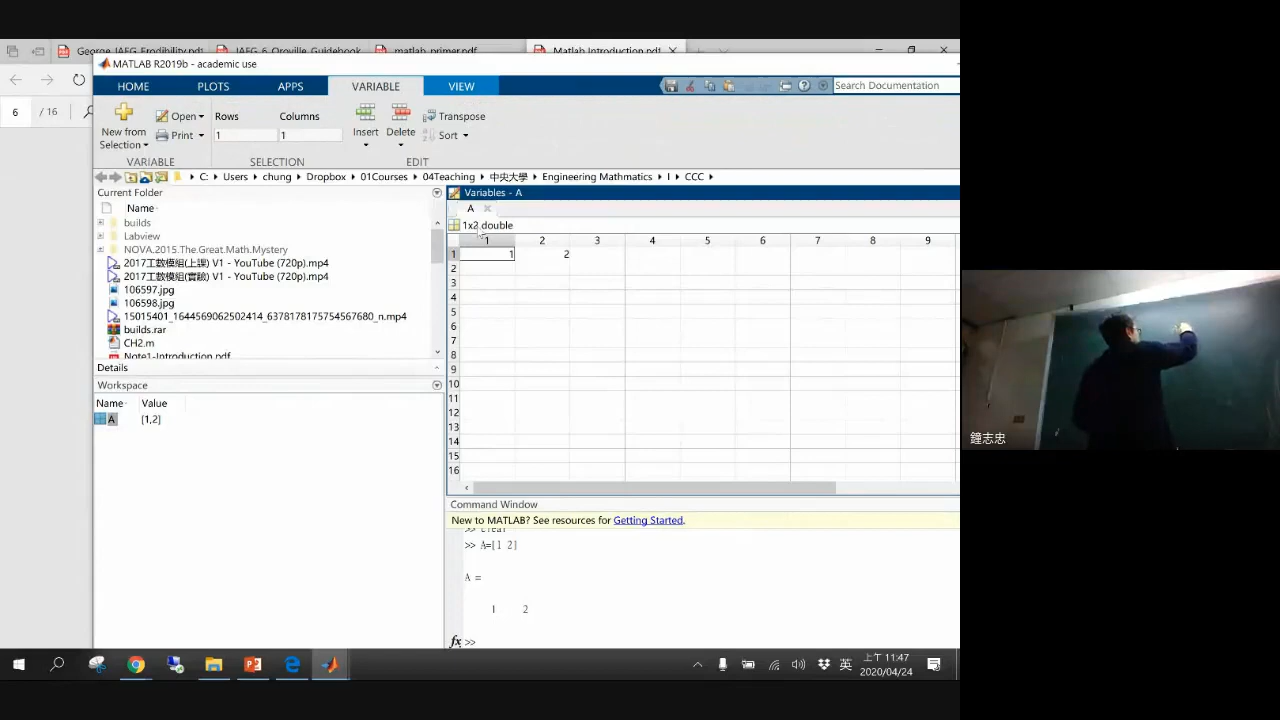 George_IAEG_Erodibility.pdf
IAEG_6_Oroville_Guidebook
matlab_primer.pdf
Matlab Introduction.pdf
MATLAB R2019b - academic use
HOME PLOTS APPS VARIABLE VIEW
Search Documentation
6 / 16
New from Selection
Open
Print
Rows Columns
1 1
Insert Delete
Transpose
Sort
VARIABLE SELECTION EDIT
C: Users chung Dropbox 01Courses 04Teaching 中央大學 Engineering Mathmatics I CCC
Current Folder
Name
builds
Labview
NOVA.2015.The.Great.Math.Mystery
2017工數模組(上課) V1 - YouTube (720p).mp4
2017工數模組(實驗) V1 - YouTube (720p).mp4
106597.jpg
106598.jpg
15015401_1644569062502414_6378178175754567680_n.mp4
builds.rar
CH2.m
Note1-Introduction.pdf
Details
Workspace
Name Value
A [1,2]
Variables - A
A
1x2 double
1 2 3 4 5 6 7 8 9
1 1 2
2
3
4
5
6
7
8
9
10
11
12
13
14
15
16
Command Window
New to MATLAB? See resources for Getting Started.
>> clear
>> A=[1 2]
A =
1 2
fx >>
英
上午 11:47
2020/04/24
鐘志忠